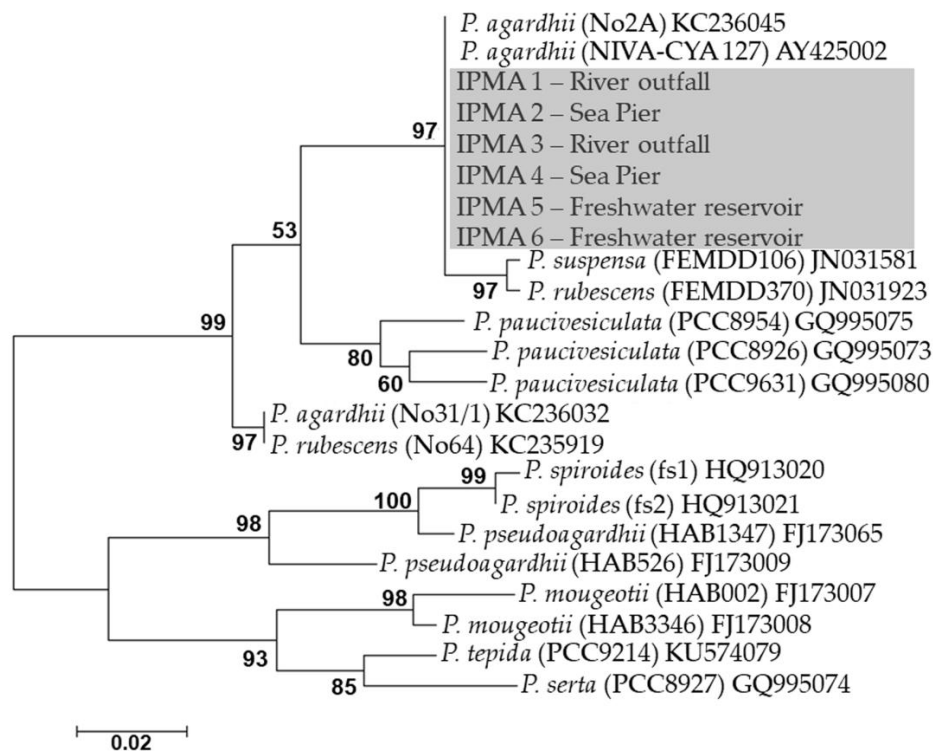 P. agardhii (No2A) KC236045
P. agardhii (NIVA-CYA 127) AY425002
IPMA 1 – River outfall
IPMA 2 – Sea Pier
97
IPMA 3 – River outfall
IPMA 4 – Sea Pier
IPMA 5 – Freshwater reservoir
53
IPMA 6 – Freshwater reservoir
P. suspensa (FEMDD106) JN031581
97
P. rubescens (FEMDD370) JN031923
99
P. paucivesiculata (PCC8954) GQ995075
80
P. paucivesiculata (PCC8926) GQ995073
60
P. paucivesiculata (PCC9631) GQ995080
P. agardhii (No31/1) KC236032
97
P. rubescens (No64) KC235919
99
P. spiroides (fs1) HQ913020
100
P. spiroides (fs2) HQ913021
98
P. pseudoagardhii (HAB1347) FJ173065
P. pseudoagardhii (HAB526) FJ173009
98
P. mougeotii (HAB002) FJ173007
P. mougeotii (HAB3346) FJ173008
93
P. tepida (PCC9214) KU574079
85
P. serta (PCC8927) GQ995074
0.02